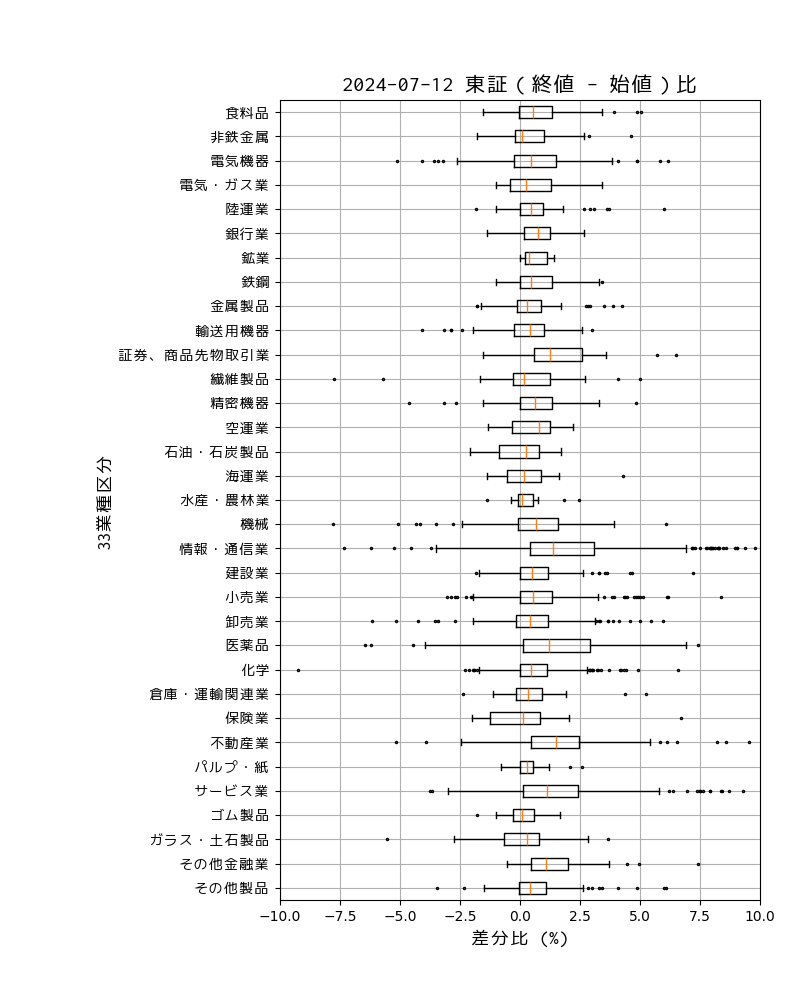 2024-07-12 東証 ( 終値 - 始値 ) 比
食料品
非鉄金属
電気機器
電気・ガス業
陸運業
銀行業
鉱業
鉄鋼
金属製品
輸送用機器
証券、商品先物取引業
繊維製品
精密機器
空運業
石油・石炭製品
海運業
水産・農林業
機械
情報・通信業
建設業
小売業
卸売業
医薬品
化学
倉庫・運輸関連業
保険業
不動産業
パルプ・紙
サービス業
ゴム製品
ガラス・土石製品
その他金融業
その他製品
33業種区分
−10.0 −7.5 −5.0 −2.5 0.0 2.5 5.0 7.5 10.0
差分比 (%)